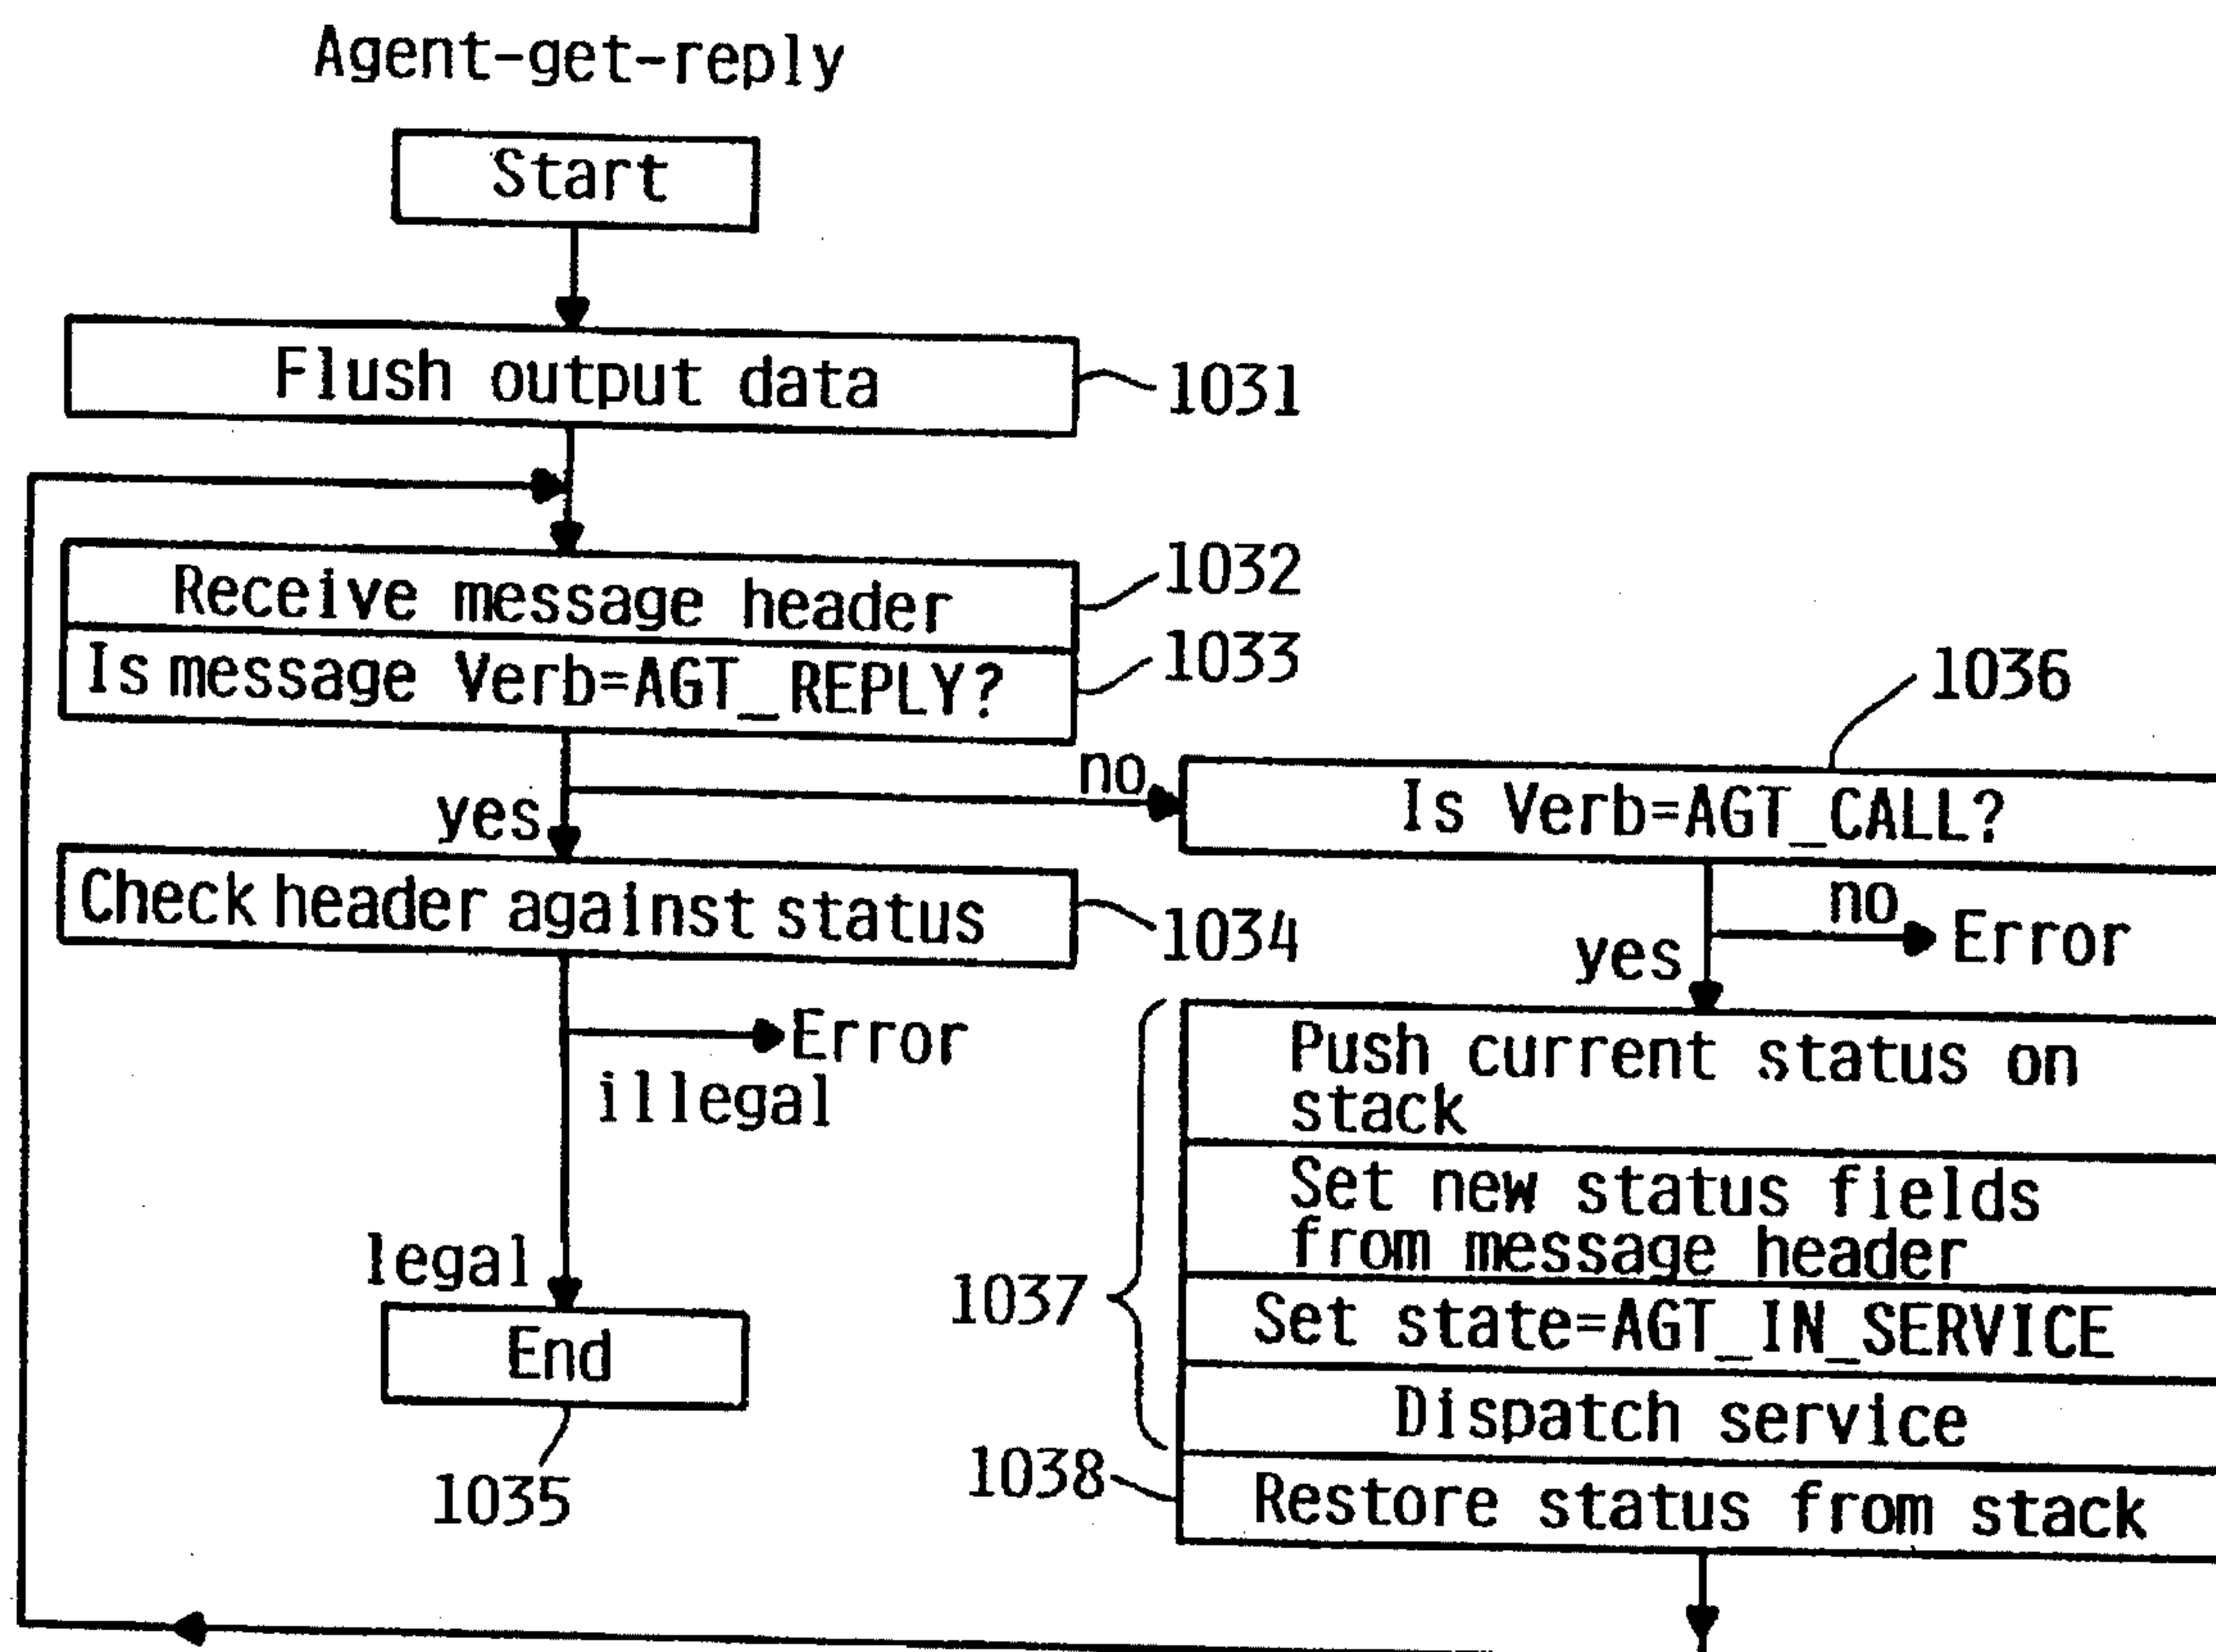 Agent-get-reply
Start
Flush output data
1031
Receive message header
1032
Is message Verb=AGT_REPLY?
1033
yes
no
Check header against status
1034
Error
illegal
legal
End
1035
1036
Is Verb=AGT_CALL?
no
Error
yes
Push current status on
stack
Set new status fields
from message header
Set state=AGT_IN_SERVICE
Dispatch service
1037
1038
Restore status from stack